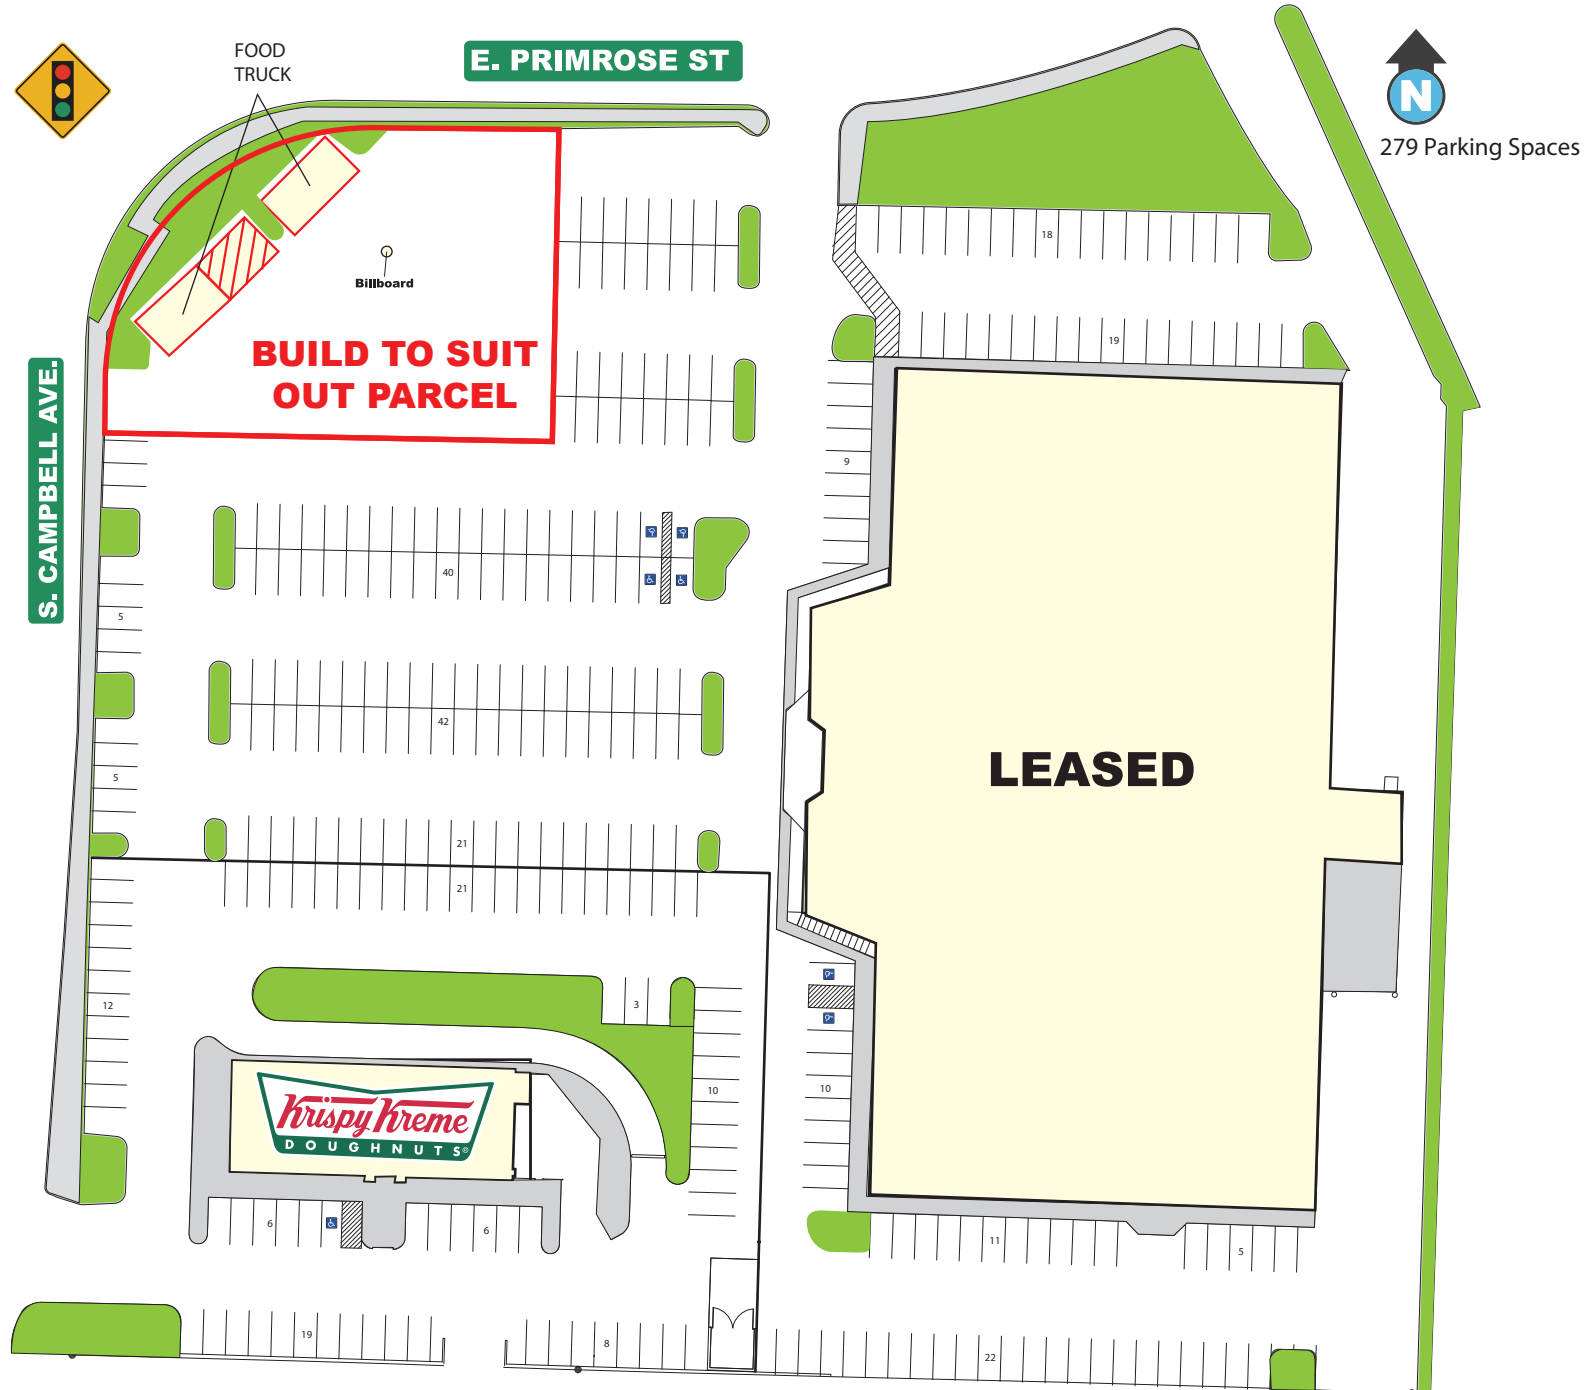 FOOD
TRUCK
E. PRIMROSE ST
N
279 Parking Spaces
18
Billboard
19
BUILD TO SUIT
OUT PARCEL
S. CAMPBELL AVE.
9
40
5
42
LEASED
5
21
21
3
12
10
10
Krispy Kreme
DOUGHNUTS®
6
6
11
5
19
8
22